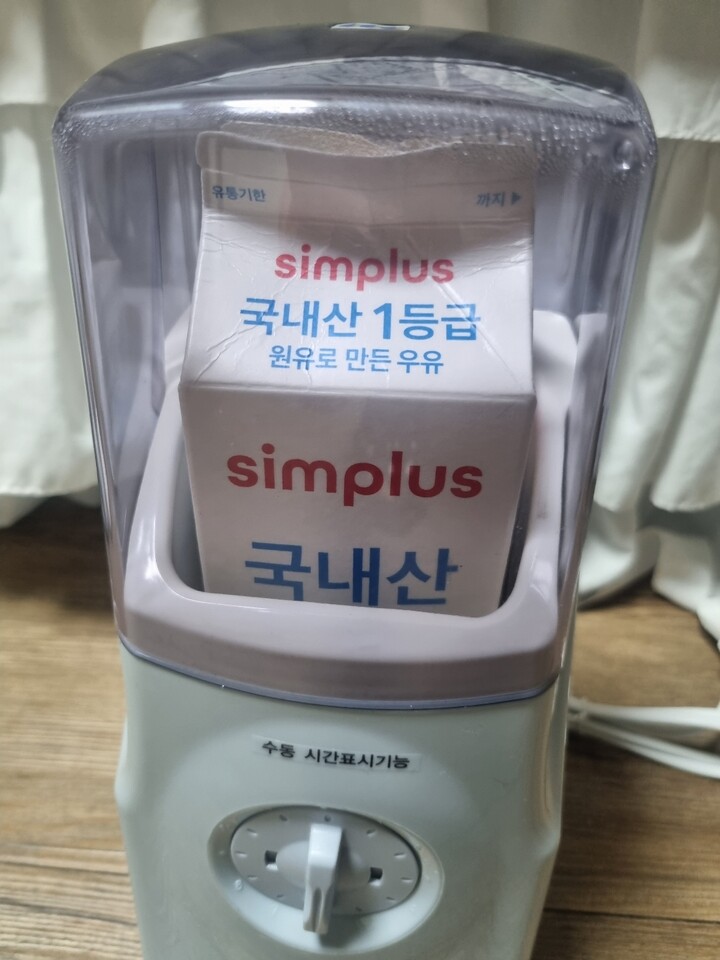 유통기한 까지 ▶
simplus
국내산 1등급
원유로 만든 우유
simplus
국내산
수동 시간표시기능